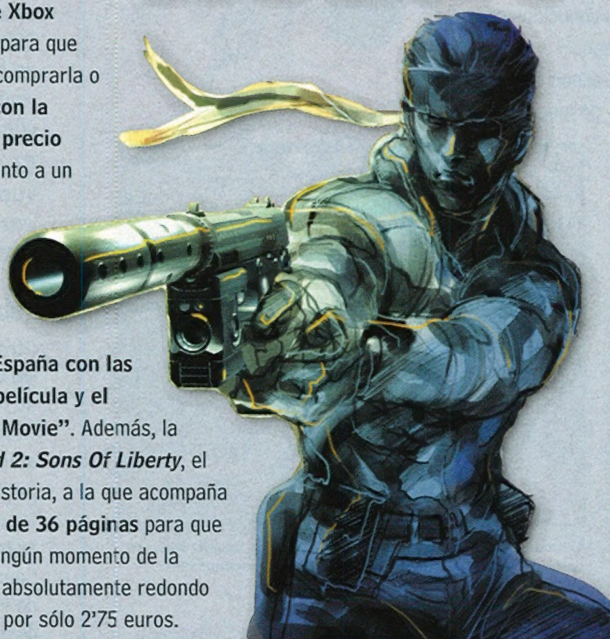 e Xbox
para que
comprarla o
con la
precio
nto a un
España con las
película y el
Movie”. Además, la
d 2: Sons Of Liberty, el
storia, a la que acompaña
de 36 páginas para que
ngún momento de la
absolutamente redondo
por sólo 2'75 euros.